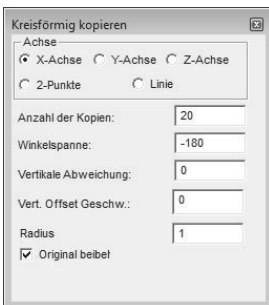 Kreisförmig kopieren
Achse
X-Achse Y-Achse Z-Achse
2-Punkte Linie
Anzahl der Kopien: 20
Winkelspanne: -180
Vertikale Abweichung: 0
Vert. Offset Geschw.: 0
Radius 1
Original beibeh